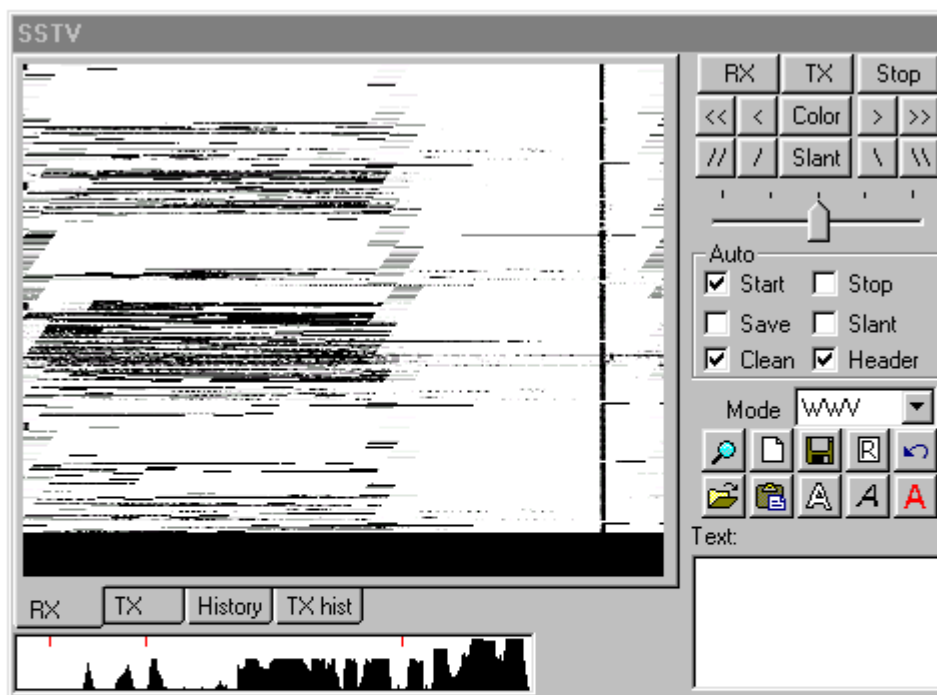 SSTV
RX TX Stop
<< < Color > >>
// / Slant \ \\
Auto
Start Stop
Save Slant
Clean Header
Mode WWV
R
A A A
Text:
RX TX History TX hist